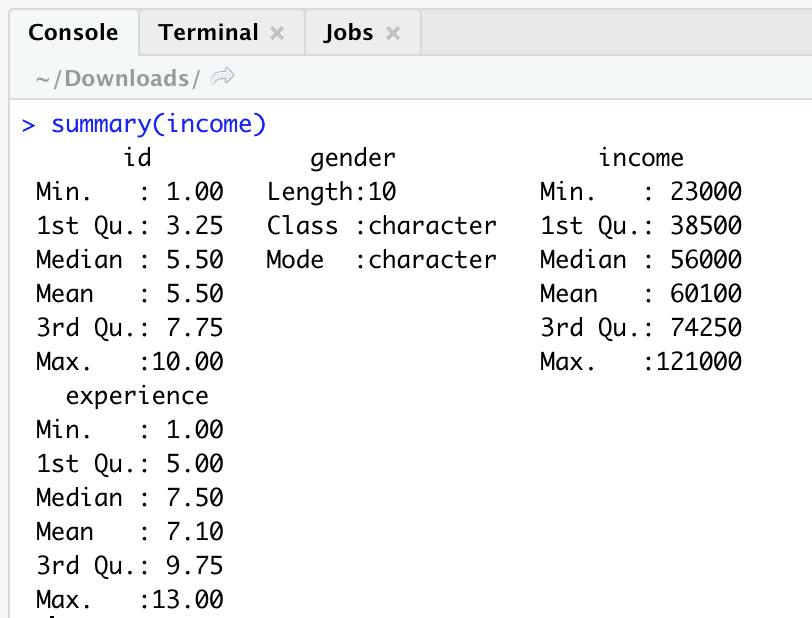 Console Terminal Jobs
~/Downloads/
> summary(income)
       id           gender              income
 Min.   : 1.00   Length:10          Min.   : 23000
 1st Qu.: 3.25   Class :character   1st Qu.: 38500
 Median : 5.50   Mode  :character   Median : 56000
 Mean   : 5.50                      Mean   : 60100
 3rd Qu.: 7.75                      3rd Qu.: 74250
 Max.   :10.00                      Max.   :121000
   experience
 Min.   : 1.00
 1st Qu.: 5.00
 Median : 7.50
 Mean   : 7.10
 3rd Qu.: 9.75
 Max.   :13.00